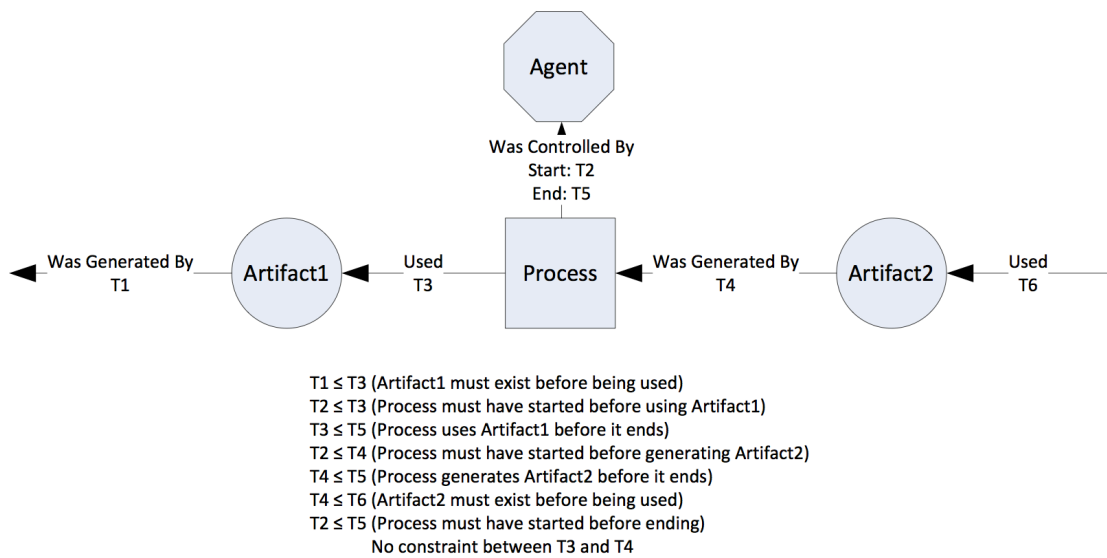 Agent
Was Controlled By
Start: T2
End: T5
Was Generated By
T1
Artifact1
Used
T3
Process
Was Generated By
T4
Artifact2
Used
T6
T1 ≤ T3 (Artifact1 must exist before being used)
T2 ≤ T3 (Process must have started before using Artifact1)
T3 ≤ T5 (Process uses Artifact1 before it ends)
T2 ≤ T4 (Process must have started before generating Artifact2)
T4 ≤ T5 (Process generates Artifact2 before it ends)
T4 ≤ T6 (Artifact2 must exist before being used)
T2 ≤ T5 (Process must have started before ending)
No constraint between T3 and T4